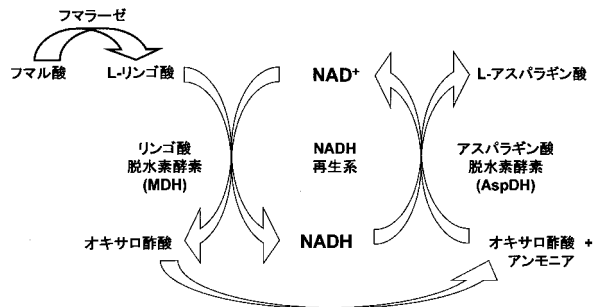 フマラーゼ
フマル酸
L-リンゴ酸
NAD+
L-アスパラギン酸
リンゴ酸
脱水素酵素
(MDH)
NADH
再生系
アスパラギン酸
脱水素酵素
(AspDH)
オキサロ酢酸
NADH
オキサロ酢酸 +
アンモニア